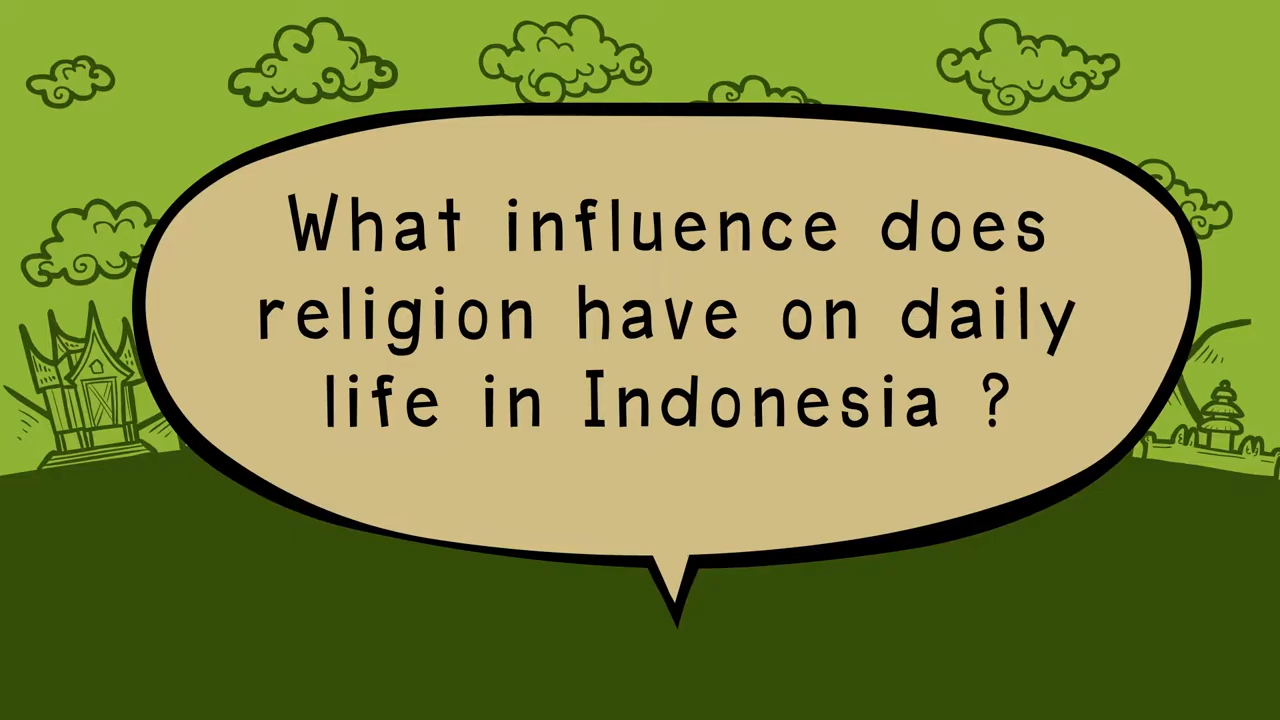 What influence does
religion have on daily
life in Indonesia ?